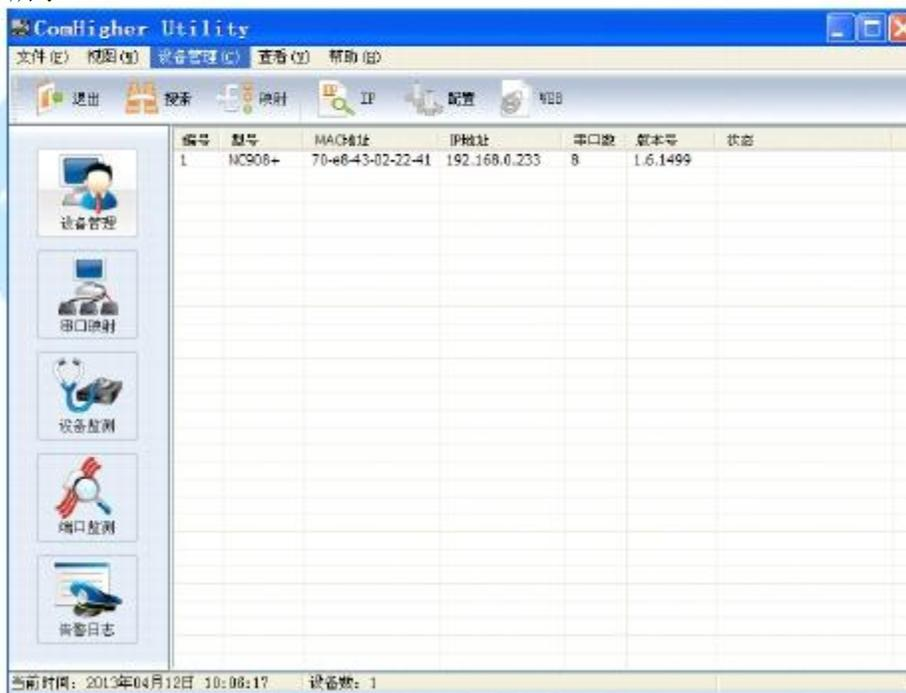 ComHigher Utility
文件(F) 视图(W) 设备管理(C) 查看(Y) 帮助(H)
退出 搜索 映射 IP 配置 WEB
编号 型号 MAC地址 IP地址 串口数 版本号 状态
1 NC908+ 70-e8-43-02-22-41 192.168.0.233 8 1.6.1499
设备管理
串口映射
设备监测
端口监测
告警日志
当前时间: 2013年04月12日 10:06:17 设备数: 1